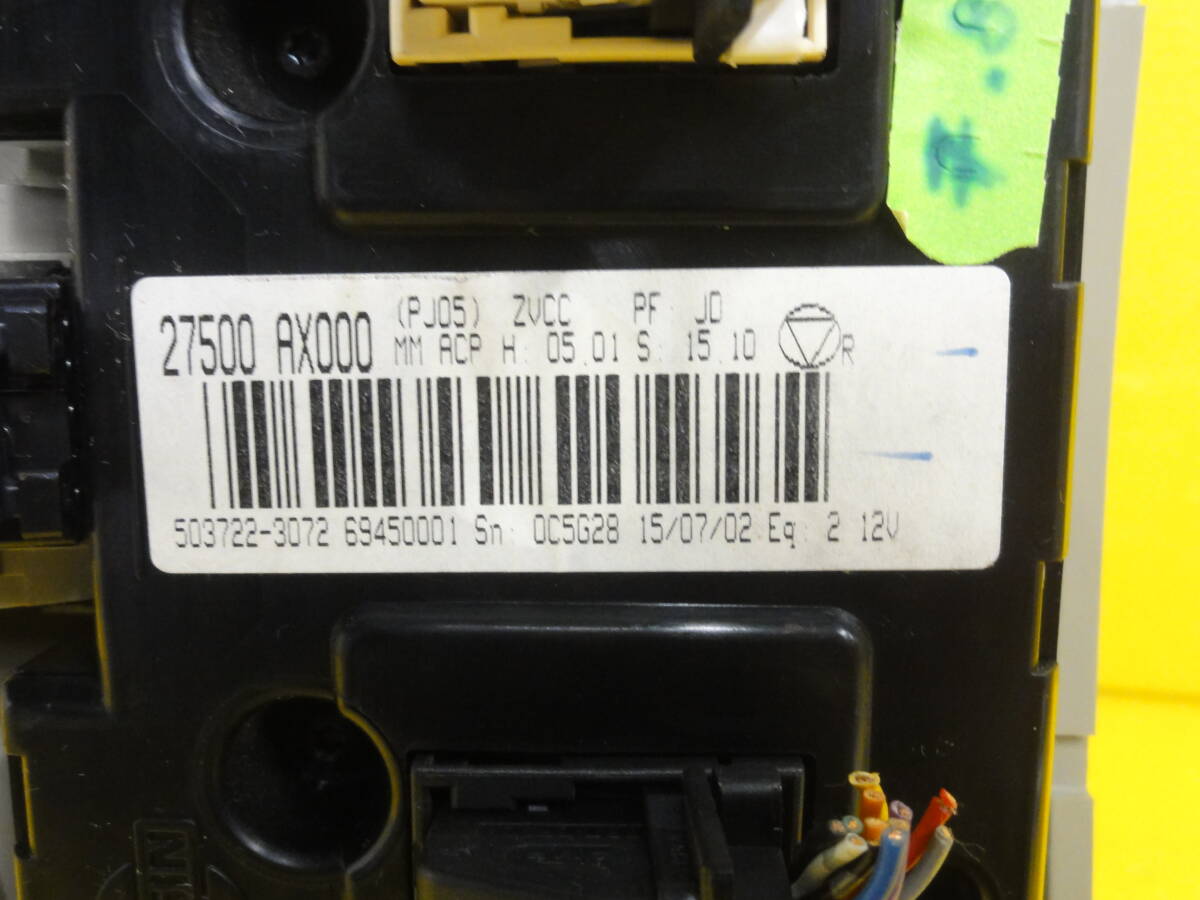 27500 AX000 (PJ05) ZVCC PF: JD
MM ACP H: 05.01 S: 15.10 R
503722-3072 69450001 Sn: 0C5G28 15/07/02 Eq: 2 12V